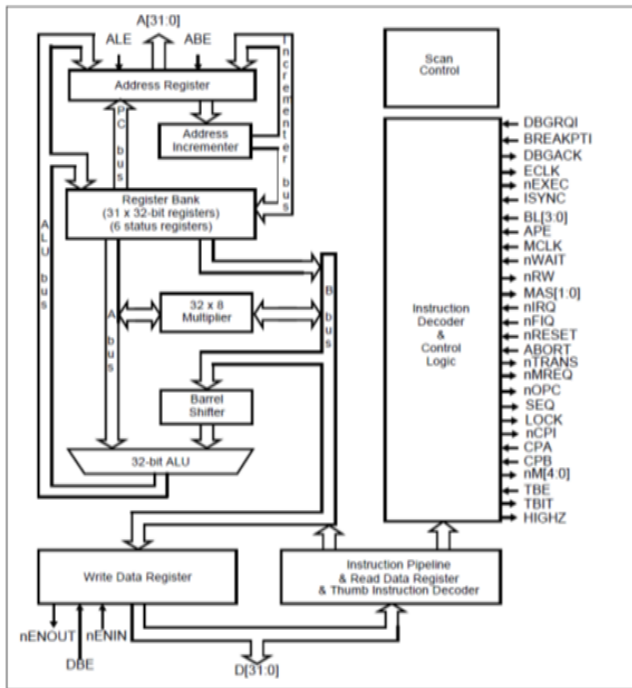 A[31:0]
ALE
ABE
Address Register
Incrementer bus
PC bus
Address
Incrementer
Scan
Control
Register Bank
(31 x 32-bit registers)
(6 status registers)
ALU bus
A bus
B bus
32 x 8
Multiplier
Barrel
Shifter
32-bit ALU
Instruction
Decoder
&
Control
Logic
DBGRQI
BREAKPTI
DBGACK
ECLK
nEXEC
ISYNC
BL[3:0]
APE
MCLK
nWAIT
nRW
MAS[1:0]
nIRQ
nFIQ
nRESET
ABORT
nTRANS
nMREQ
nOPC
SEQ
LOCK
nCPI
CPA
CPB
nM[4:0]
TBE
TBIT
HIGHZ
Write Data Register
Instruction Pipeline
& Read Data Register
& Thumb Instruction Decoder
nENOUT
nENIN
DBE
D[31:0]